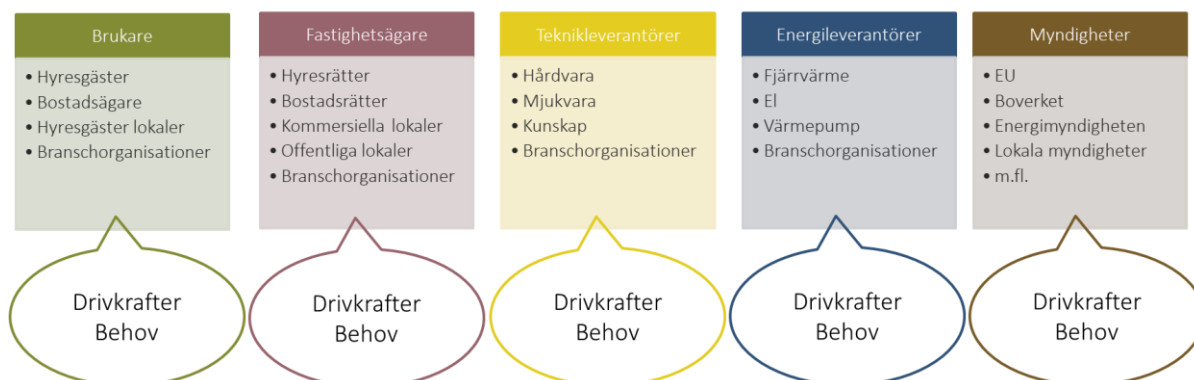 Brukare
• Hyresgäster
• Bostadsägare
• Hyresgäster lokaler
• Branschorganisationer
Drivkrafter
Behov
Fastighetsägare
• Hyresrätter
• Bostadsrätter
• Kommersiella lokaler
• Offentliga lokaler
• Branschorganisationer
Drivkrafter
Behov
Teknikleverantörer
• Hårdvara
• Mjukvara
• Kunskap
• Branschorganisationer
Drivkrafter
Behov
Energileverantörer
• Fjärrvärme
• El
• Värmepump
• Branschorganisationer
Drivkrafter
Behov
Myndigheter
• EU
• Boverket
• Energimyndigheten
• Lokala myndigheter
• m.fl.
Drivkrafter
Behov